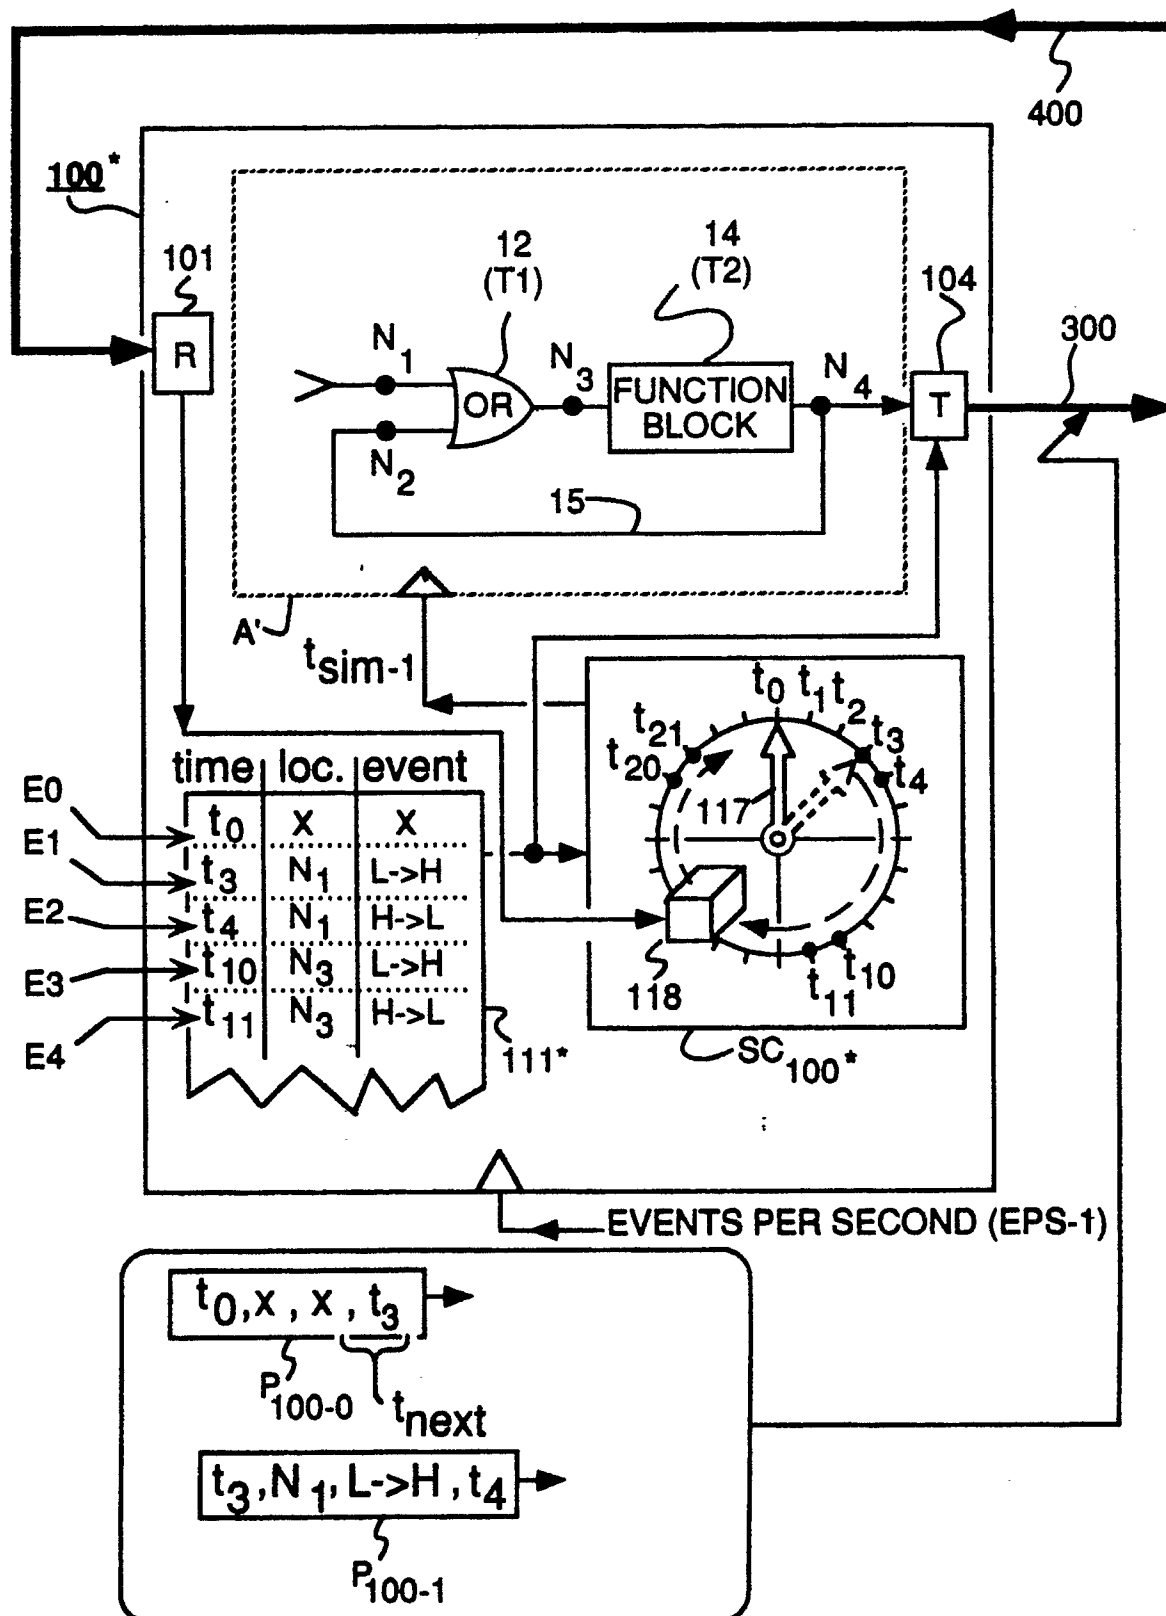 400
100*
101
R
12
(T1)
14
(T2)
104
300
N1
N2
OR
N3
FUNCTION
BLOCK
N4
T
15
A'
tsim-1
time loc. event
E0
t0 X X
E1
t3 N1 L->H
E2
t4 N1 H->L
E3
t10 N3 L->H
E4
t11 N3 H->L
111*
t0 t1 t2
t3
t4
t21
t20
117
118
t10
t11
SC100*
EVENTS PER SECOND (EPS-1)
t0, x , x , t3
P100-0
tnext
t3, N1, L->H , t4
P100-1